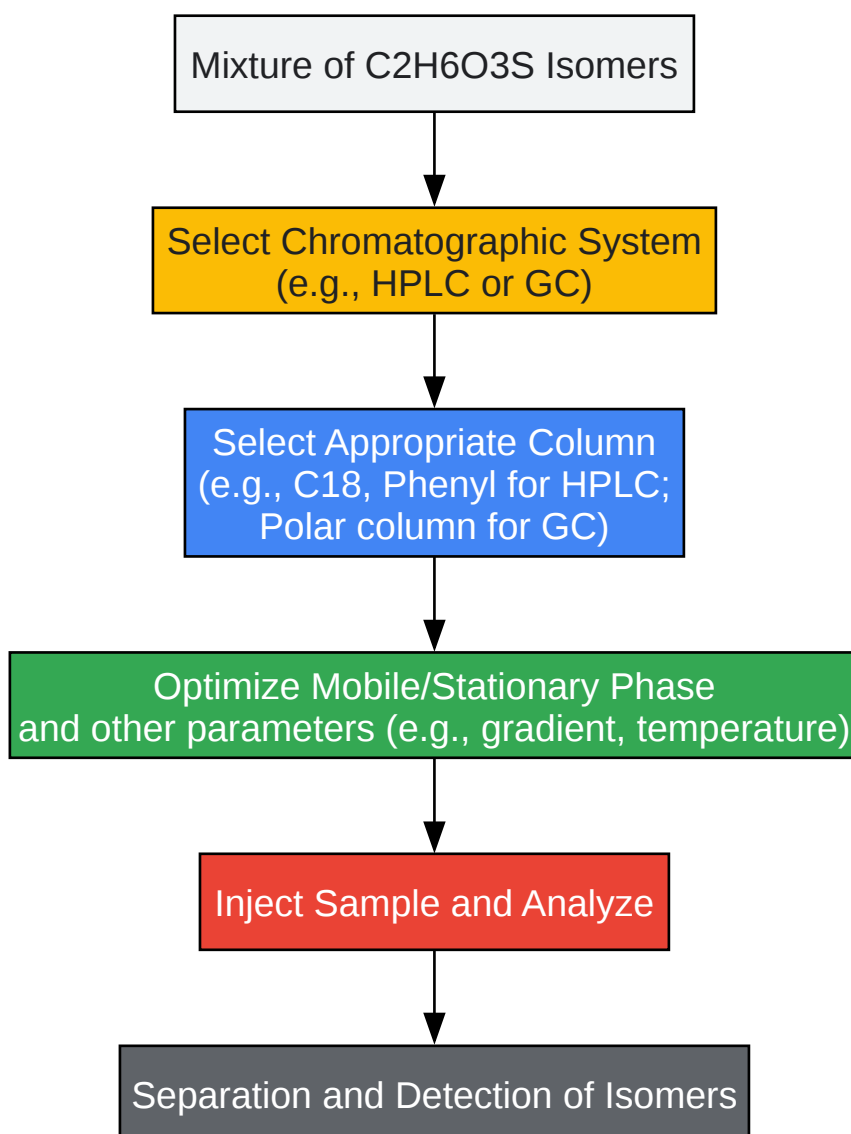 Mixture of C2H6O3S Isomers
Select Chromatographic System
(e.g., HPLC or GC)
Select Appropriate Column
(e.g., C18, Phenyl for HPLC;
Polar column for GC)
Optimize Mobile/Stationary Phase
and other parameters (e.g., gradient, temperature)
Inject Sample and Analyze
Separation and Detection of Isomers